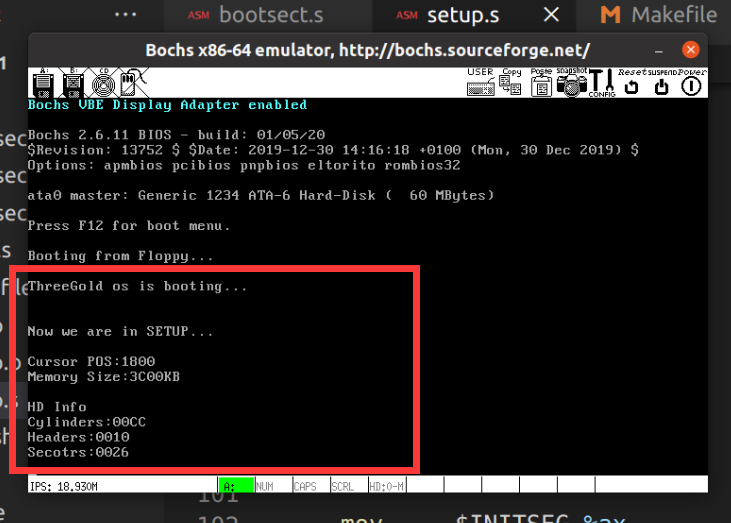 ··· ASM bootsect.s ASM setup.s × M Makefile
Bochs x86-64 emulator, http://bochs.sourceforge.net/
A: B: CD USER Copy Paste Snapshot CONFIG Reset SUSPEND Power
Bochs VBE Display Adapter enabled
Bochs 2.6.11 BIOS - build: 01/05/20
$Revision: 13752 $ $Date: 2019-12-30 14:16:18 +0100 (Mon, 30 Dec 2019) $
Options: apmbios pcibios pnpbios eltorito rombios32
ata0 master: Generic 1234 ATA-6 Hard-Disk ( 60 MBytes)
Press F12 for boot menu.
Booting from Floppy...
ThreeGold os is booting...
Now we are in SETUP...
Cursor POS:1800
Memory Size:3C00KB
HD Info
Cylinders:00CC
Headers:0010
Secotrs:0026
IPS: 18.930M A: NUM CAPS SCRL HD:0-M
101
102 mov $INITSEC,%ax